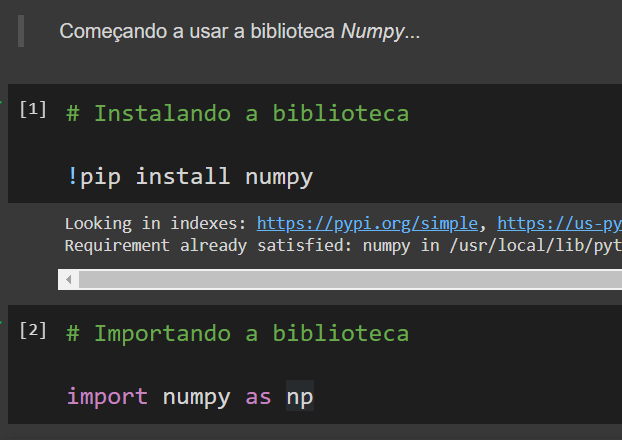 Começando a usar a biblioteca Numpy...
[1] # Instalando a biblioteca
!pip install numpy
Looking in indexes: https://pypi.org/simple, https://us-py
Requirement already satisfied: numpy in /usr/local/lib/pyt
[2] # Importando a biblioteca
import numpy as np